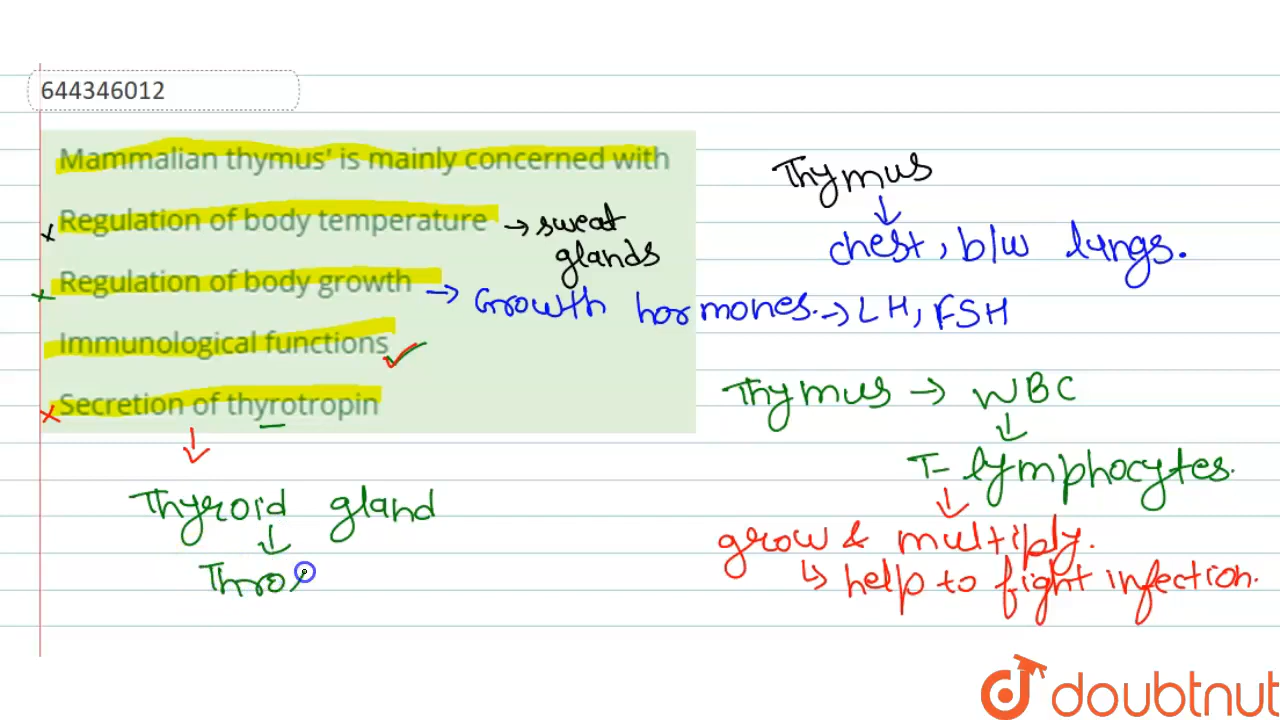 644346012
Mammalian thymus' is mainly concerned with
Regulation of body temperature
Regulation of body growth
Immunological functions
Secretion of thyrotropin
→ sweat
glands
→ Growth hormones. → LH, FSH
Thyroid gland
↓
Throx
Thymus
↓
chest, b/w lungs.
Thymus → WBC
↓
T- lymphocytes.
↓
grow & multiply.
↳ help to fight infection.
doubtnut